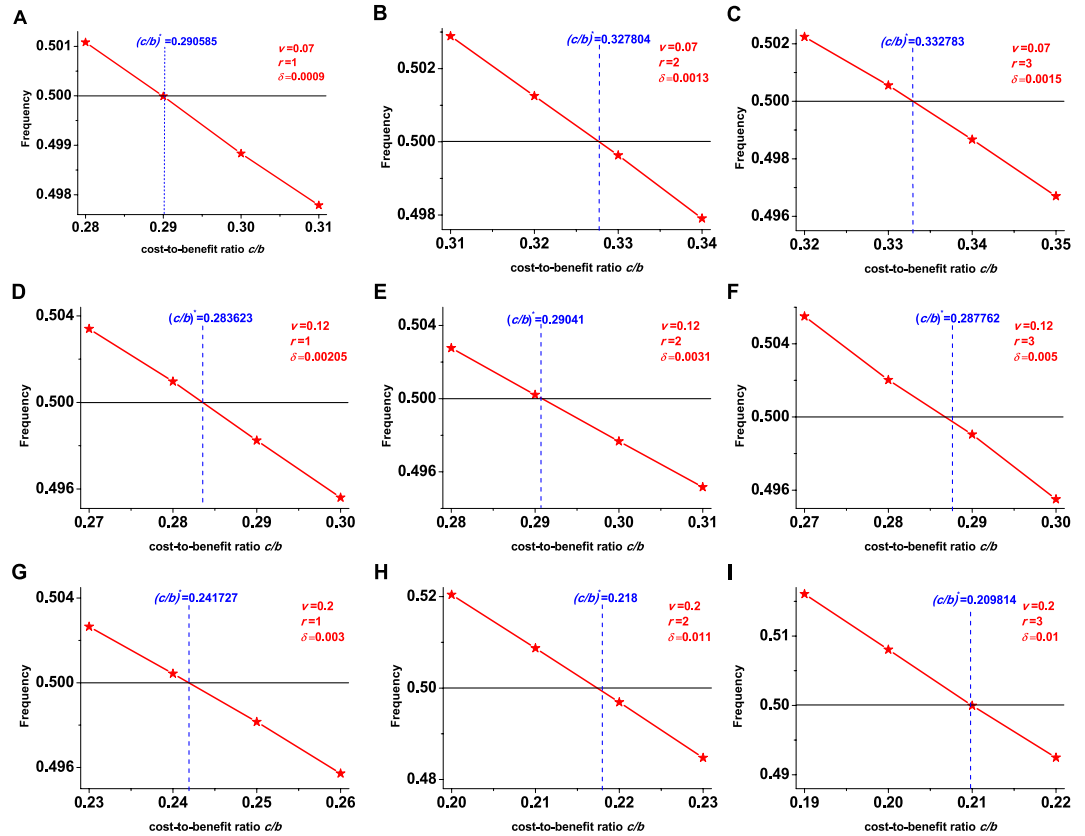 A
(c/b)*=0.290585
v=0.07
r=1
δ=0.0009
Frequency
0.501
0.500
0.499
0.498
0.28 0.29 0.30 0.31
cost-to-benefit ratio c/b
B
(c/b)*=0.327804
v=0.07
r=2
δ=0.0013
Frequency
0.502
0.500
0.498
0.31 0.32 0.33 0.34
cost-to-benefit ratio c/b
C
(c/b)*=0.332783
v=0.07
r=3
δ=0.0015
Frequency
0.502
0.500
0.498
0.496
0.32 0.33 0.34 0.35
cost-to-benefit ratio c/b
D
(c/b)*=0.283623
v=0.12
r=1
δ=0.00205
Frequency
0.504
0.500
0.496
0.27 0.28 0.29 0.30
cost-to-benefit ratio c/b
E
(c/b)*=0.29041
v=0.12
r=2
δ=0.0031
Frequency
0.504
0.500
0.496
0.28 0.29 0.30 0.31
cost-to-benefit ratio c/b
F
(c/b)*=0.287762
v=0.12
r=3
δ=0.005
Frequency
0.504
0.500
0.496
0.27 0.28 0.29 0.30
cost-to-benefit ratio c/b
G
(c/b)*=0.241727
v=0.2
r=1
δ=0.003
Frequency
0.504
0.500
0.496
0.23 0.24 0.25 0.26
cost-to-benefit ratio c/b
H
(c/b)*=0.218
v=0.2
r=2
δ=0.011
Frequency
0.52
0.50
0.48
0.20 0.21 0.22 0.23
cost-to-benefit ratio c/b
I
(c/b)*=0.209814
v=0.2
r=3
δ=0.01
Frequency
0.51
0.50
0.49
0.19 0.20 0.21 0.22
cost-to-benefit ratio c/b